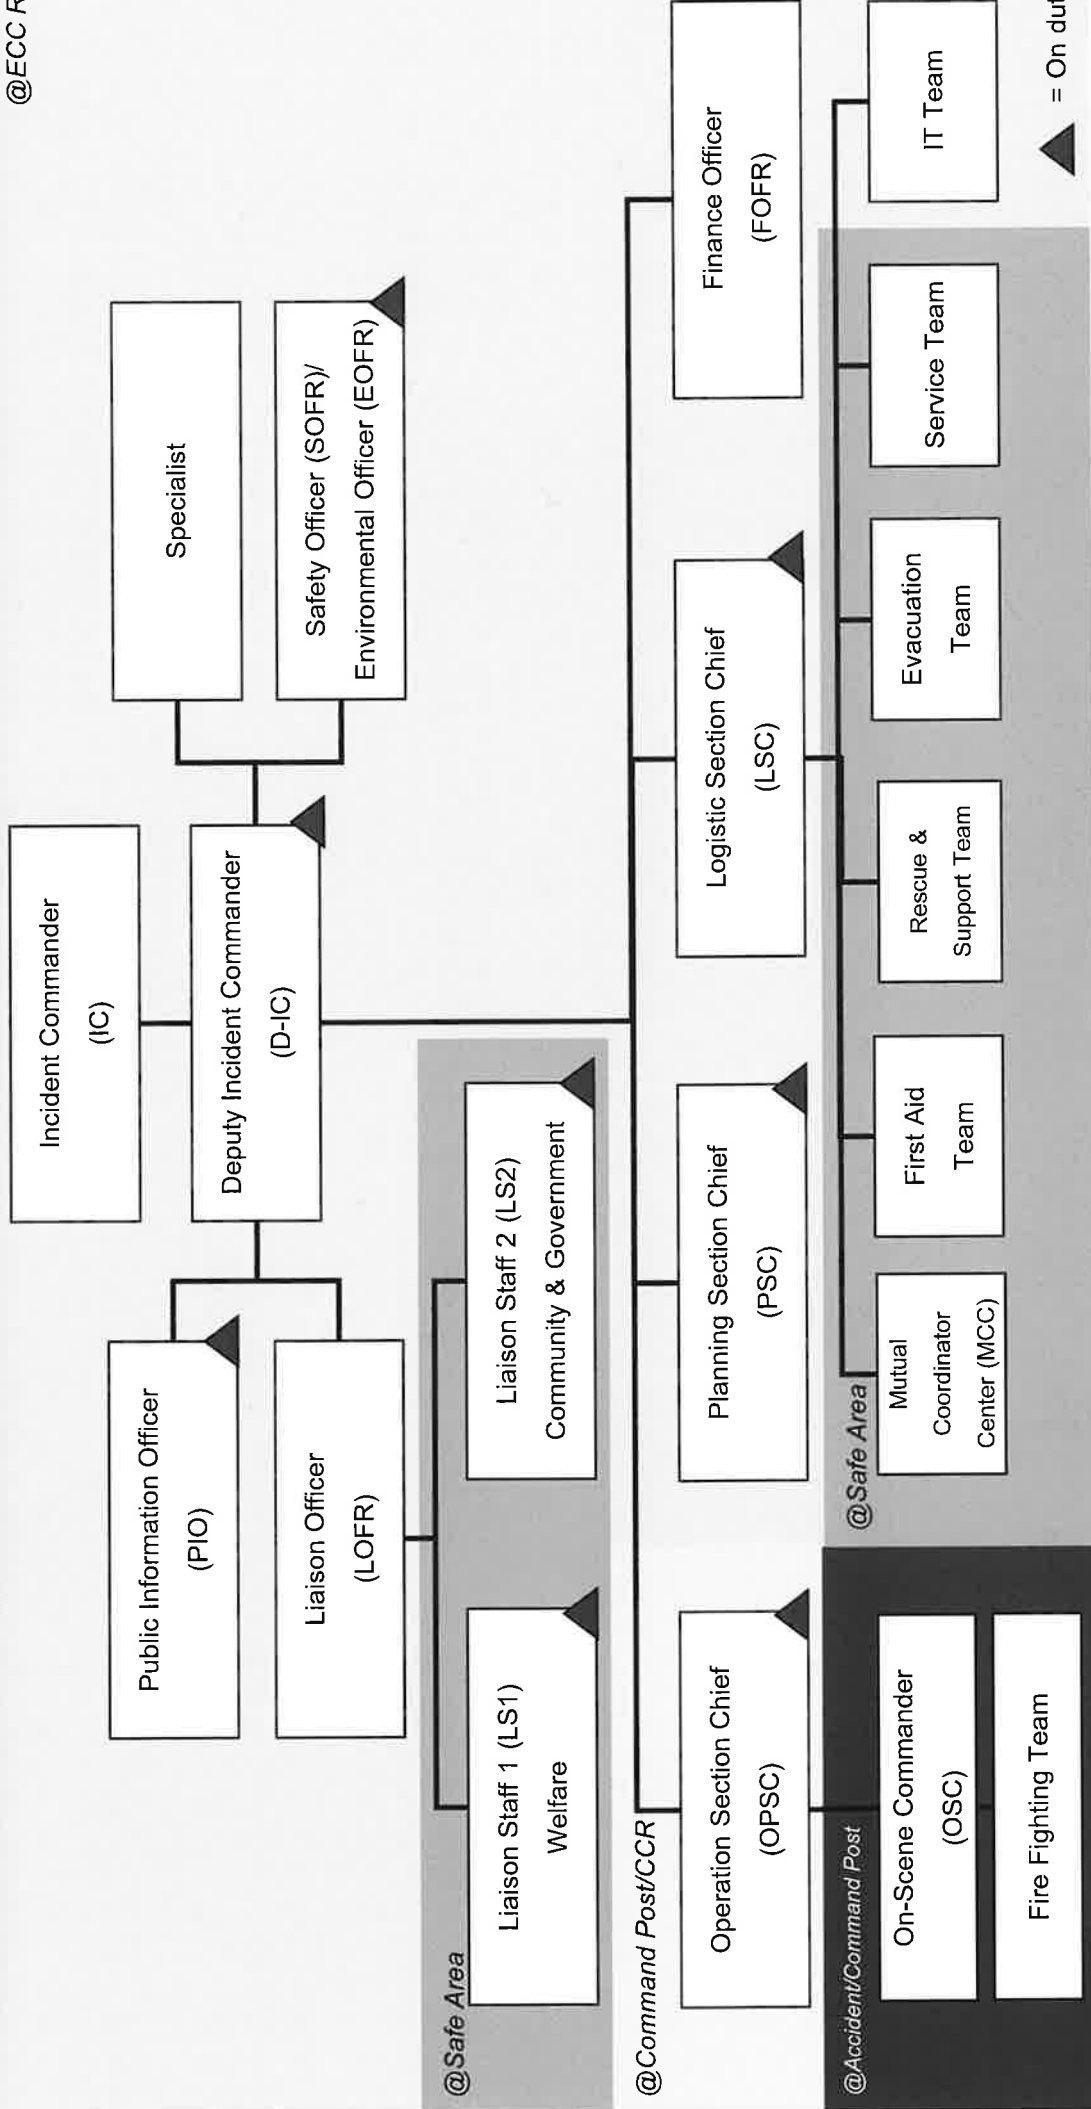 @ECC R
Incident Commander
(IC)
Deputy Incident Commander
(D-IC)
Public Information Officer
(PIO)
Liaison Officer
(LOFR)
Specialist
Safety Officer (SOFR)/
Environmental Officer (EOFR)
@Safe Area
Liaison Staff 1 (LS1)
Welfare
Liaison Staff 2 (LS2)
Community & Government
@Command Post/CCR
Operation Section Chief
(OPSC)
Planning Section Chief
(PSC)
Logistic Section Chief
(LSC)
Finance Officer
(FOFR)
@Accident/Command Post
On-Scene Commander
(OSC)
Fire Fighting Team
@Safe Area
Mutual
Coordinator
Center (MCC)
First Aid
Team
Rescue &
Support Team
Evacuation
Team
Service Team
IT Team
= On dut